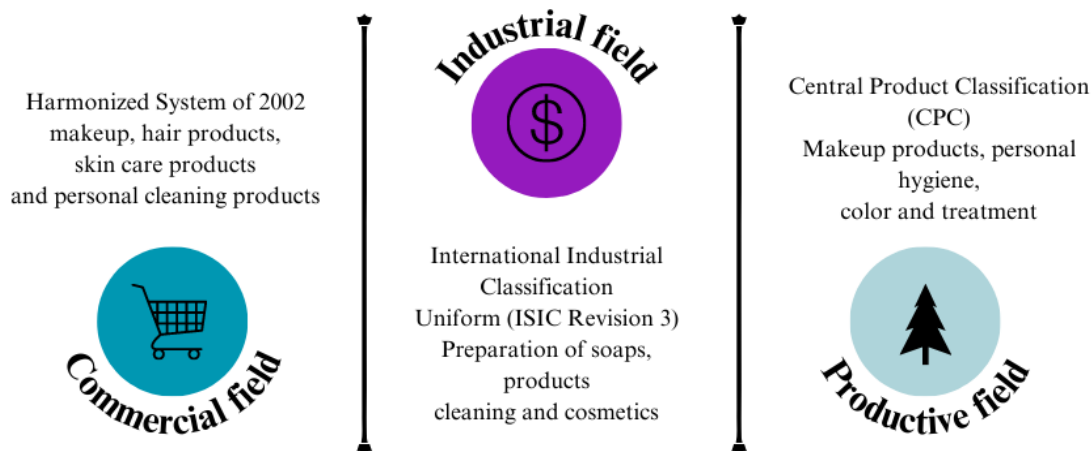 Harmonized System of 2002
makeup, hair products,
skin care products
and personal cleaning products
Commercial field
Industrial field
$
International Industrial
Classification
Uniform (ISIC Revision 3)
Preparation of soaps,
products
cleaning and cosmetics
Central Product Classification
(CPC)
Makeup products, personal
hygiene,
color and treatment
Productive field